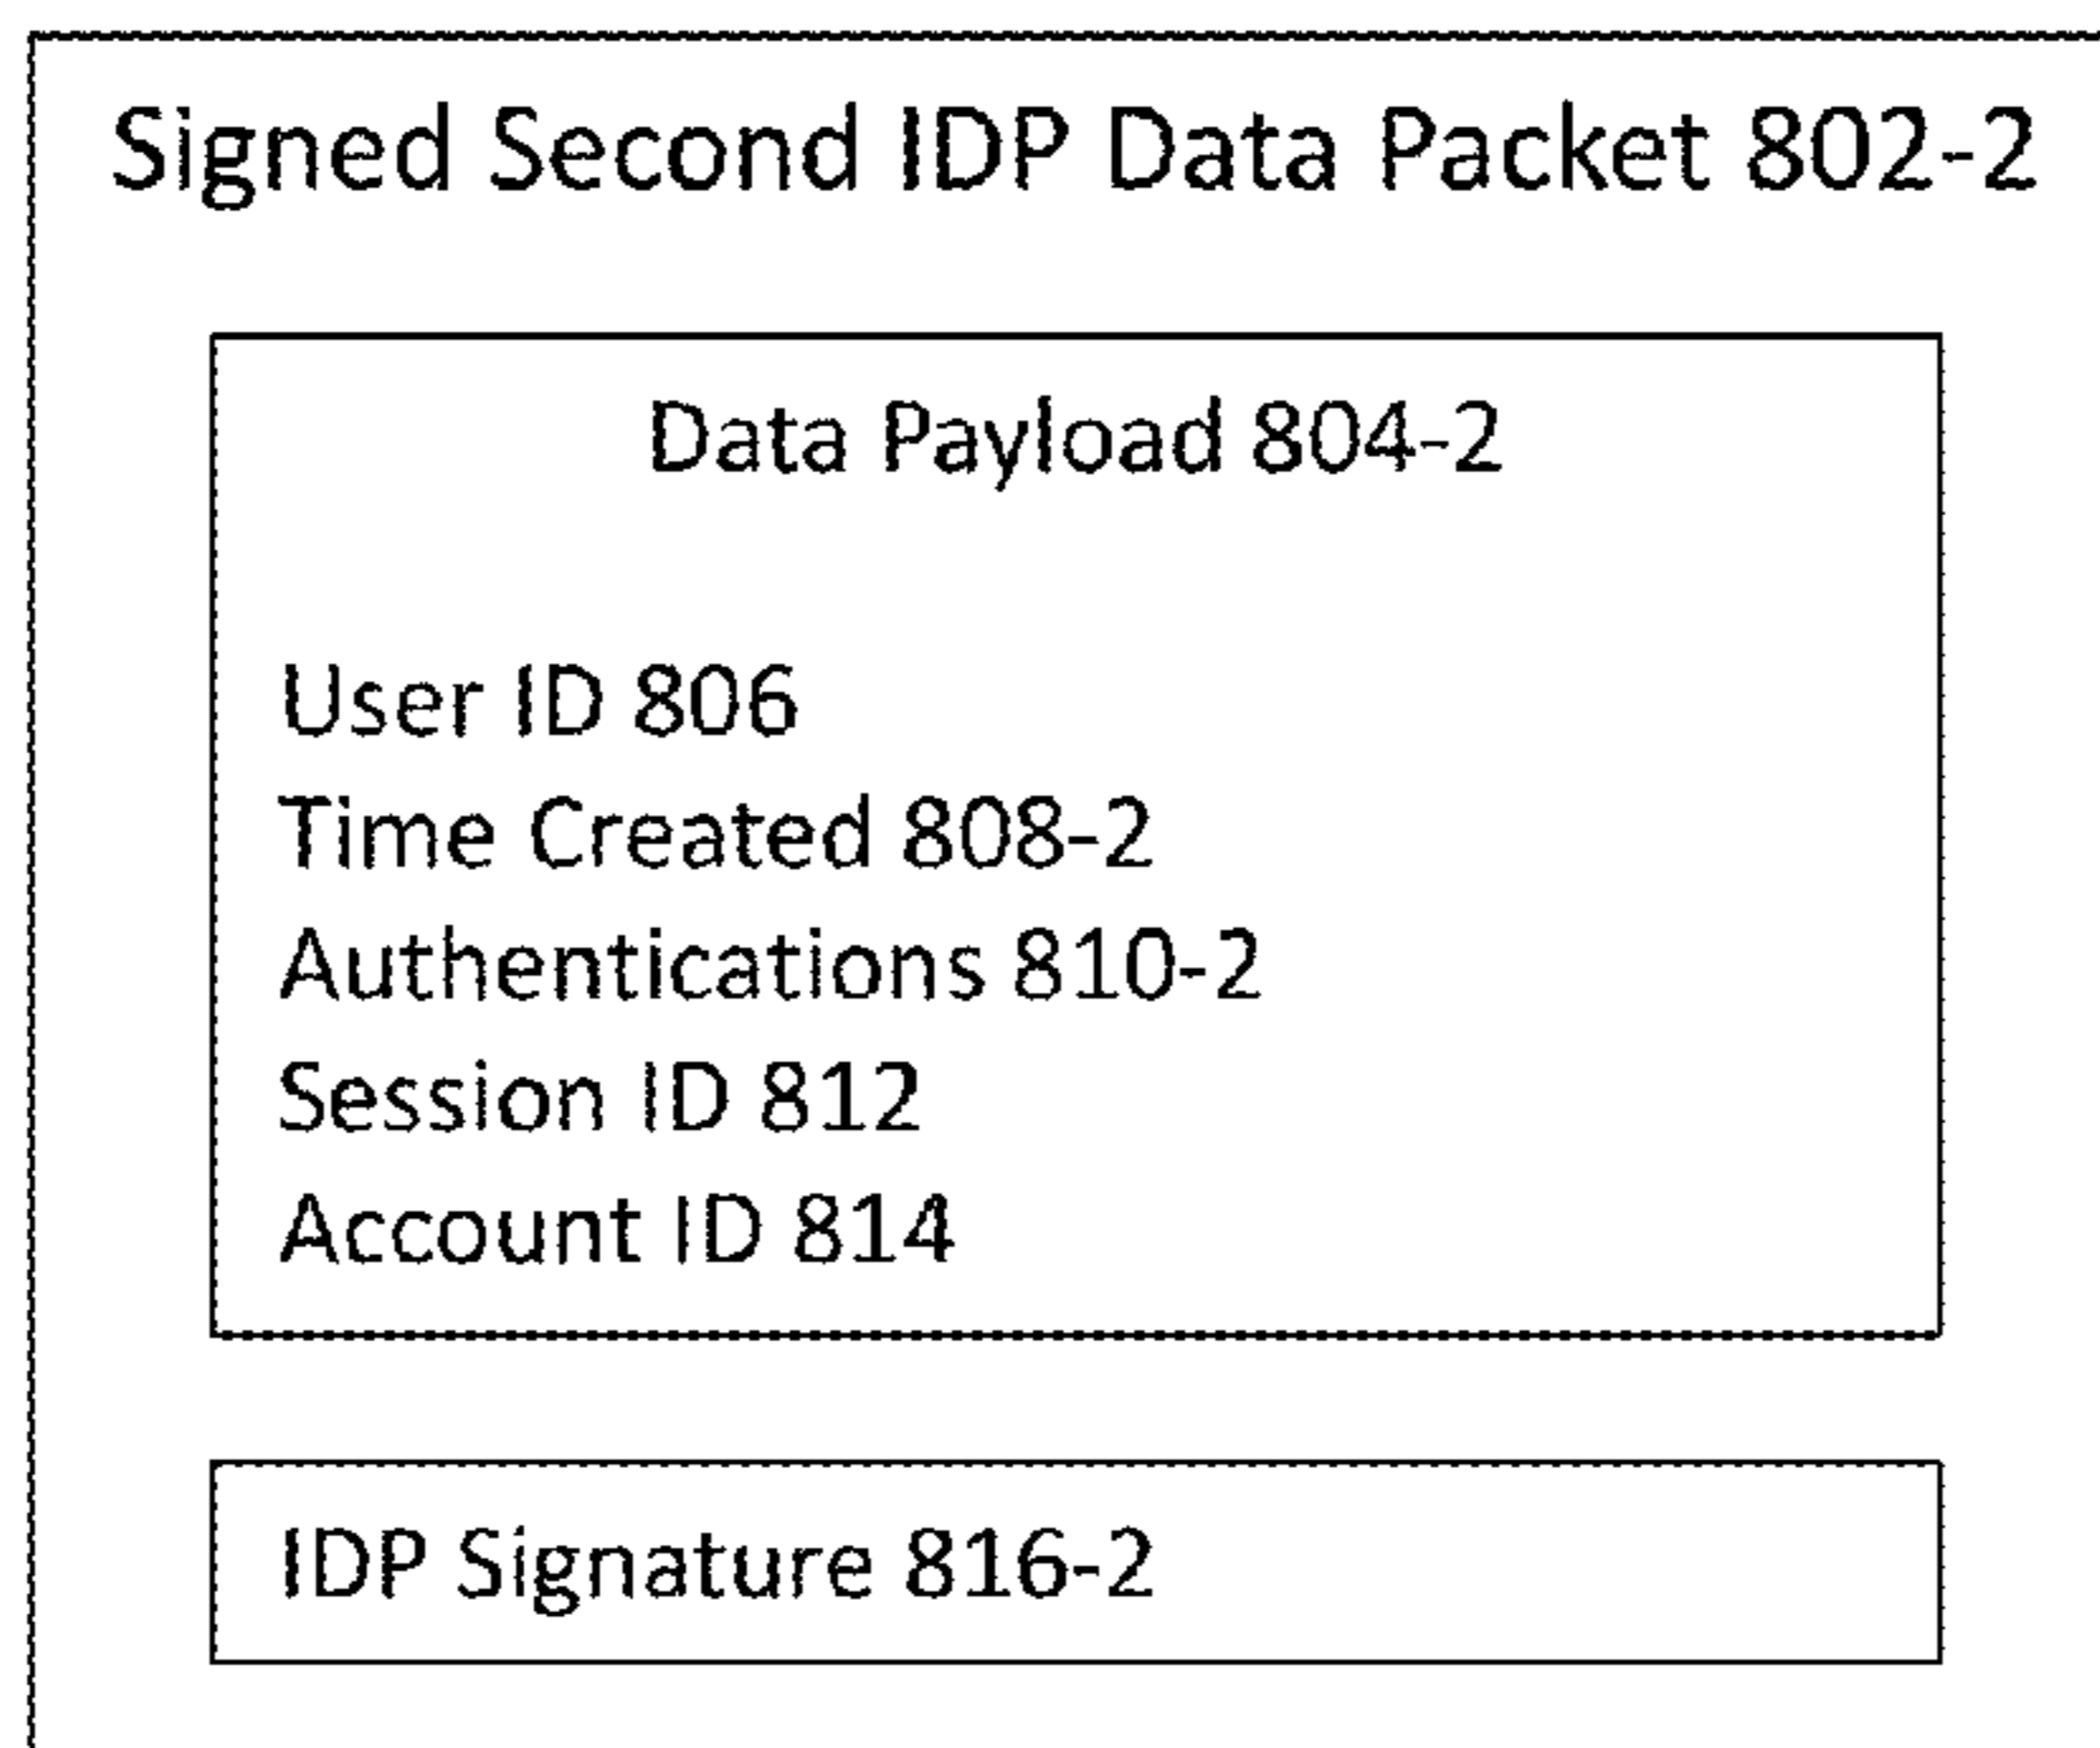 Signed Second IDP Data Packet 802-2
Data Payload 804-2
User ID 806
Time Created 808-2
Authentications 810-2
Session ID 812
Account ID 814
IDP Signature 816-2